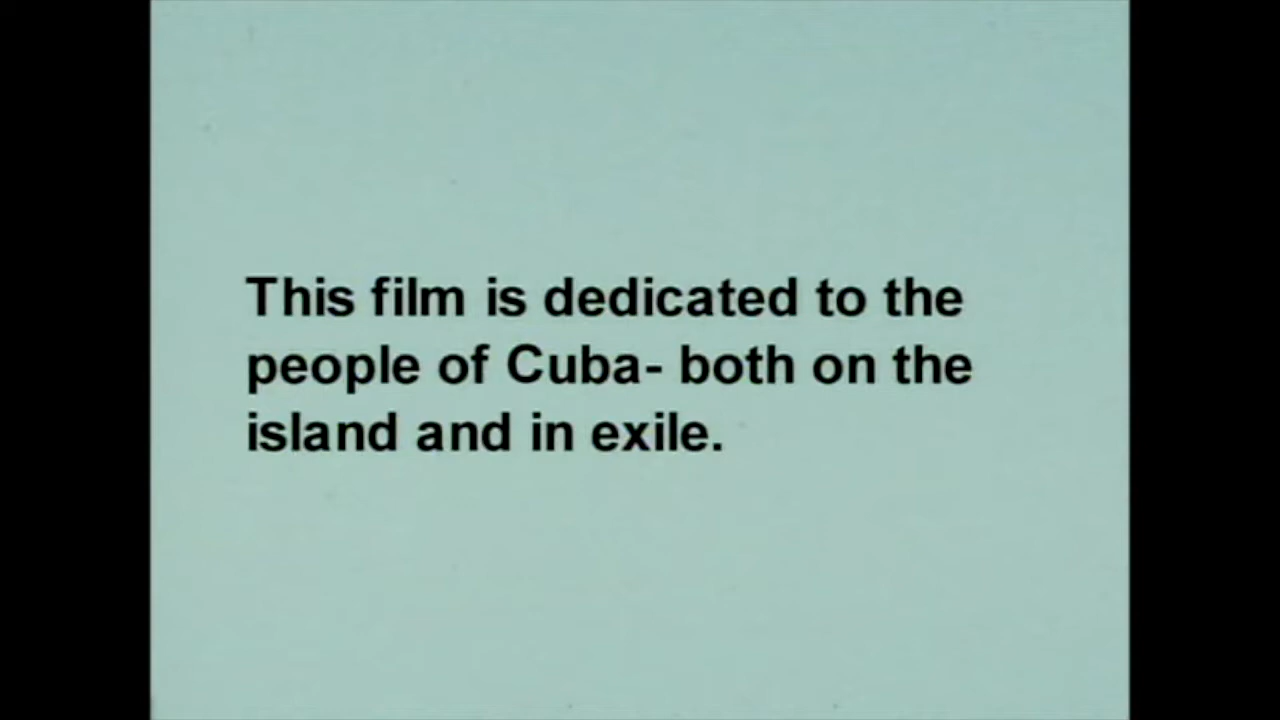 This film is dedicated to the
people of Cuba- both on the
island and in exile.